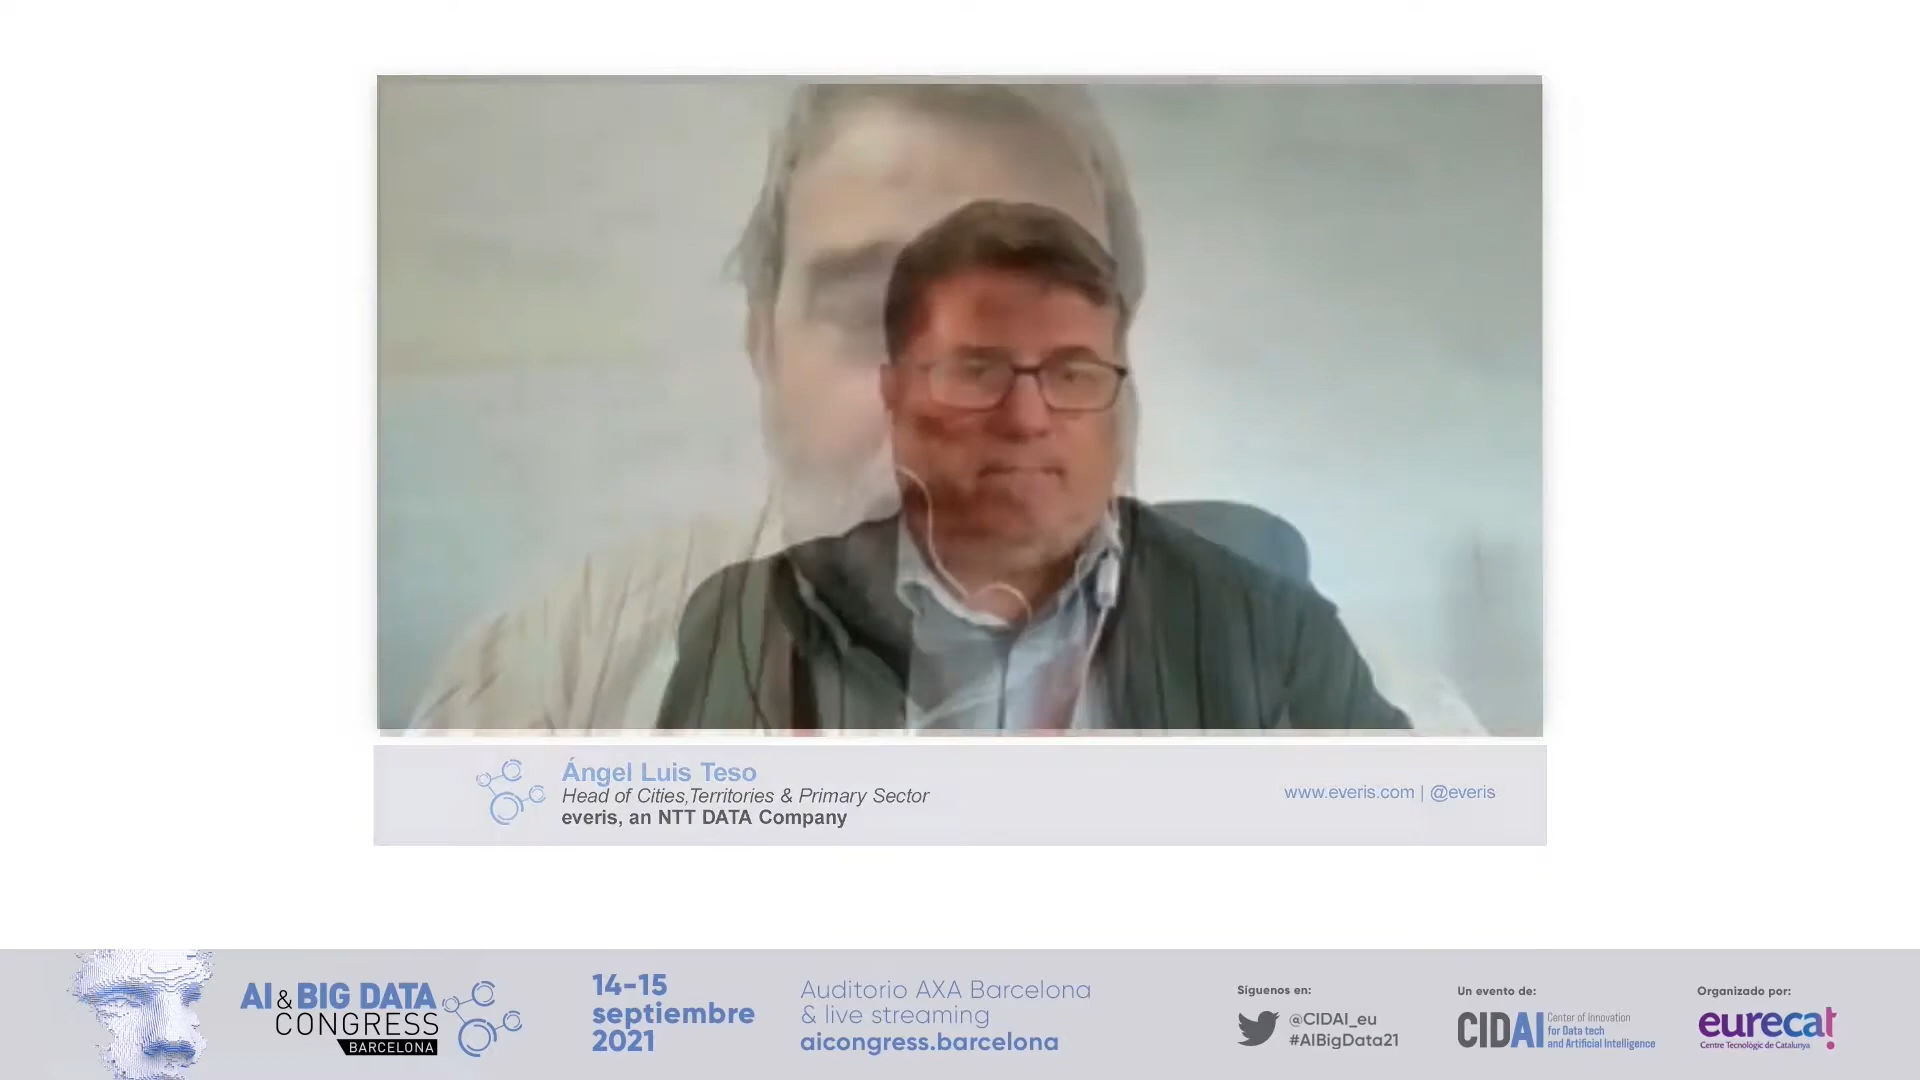 Ángel Luis Teso
Head of Cities,Territories & Primary Sector
everis, an NTT DATA Company
www.everis.com | @everis
AI & BIG DATA
CONGRESS
BARCELONA
14-15
septiembre
2021
Auditorio AXA Barcelona
& live streaming
aicongress.barcelona
Síguenos en:
@CIDAI_eu
#AIBigData21
Un evento de:
CIDAI
Center of Innovation
for Data tech
and Artificial Intelligence
Organizado por:
eurecat
Centre Tecnològic de Catalunya